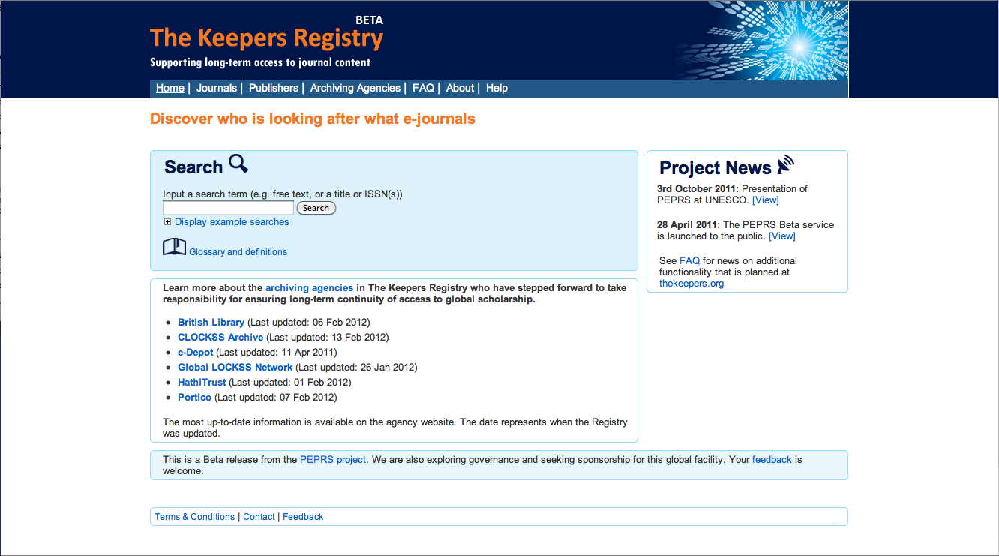 BETA
The Keepers Registry
Supporting long-term access to journal content
Home | Journals | Publishers | Archiving Agencies | FAQ | About | Help
Discover who is looking after what e-journals
Search
Input a search term (e.g. free text, or a title or ISSN(s))
Search
Display example searches
Glossary and definitions
Project News
3rd October 2011: Presentation of
PEPRS at UNESCO. [View]
28 April 2011: The PEPRS Beta service
is launched to the public. [View]
See FAQ for news on additional
functionality that is planned at
thekeepers.org
Learn more about the archiving agencies in The Keepers Registry who have stepped forward to take
responsibility for ensuring long-term continuity of access to global scholarship.
• British Library (Last updated: 06 Feb 2012)
• CLOCKSS Archive (Last updated: 13 Feb 2012)
• e-Depot (Last updated: 11 Apr 2011)
• Global LOCKSS Network (Last updated: 26 Jan 2012)
• HathiTrust (Last updated: 01 Feb 2012)
• Portico (Last updated: 07 Feb 2012)
The most up-to-date information is available on the agency website. The date represents when the Registry
was updated.
This is a Beta release from the PEPRS project. We are also exploring governance and seeking sponsorship for this global facility. Your feedback is
welcome.
Terms & Conditions | Contact | Feedback